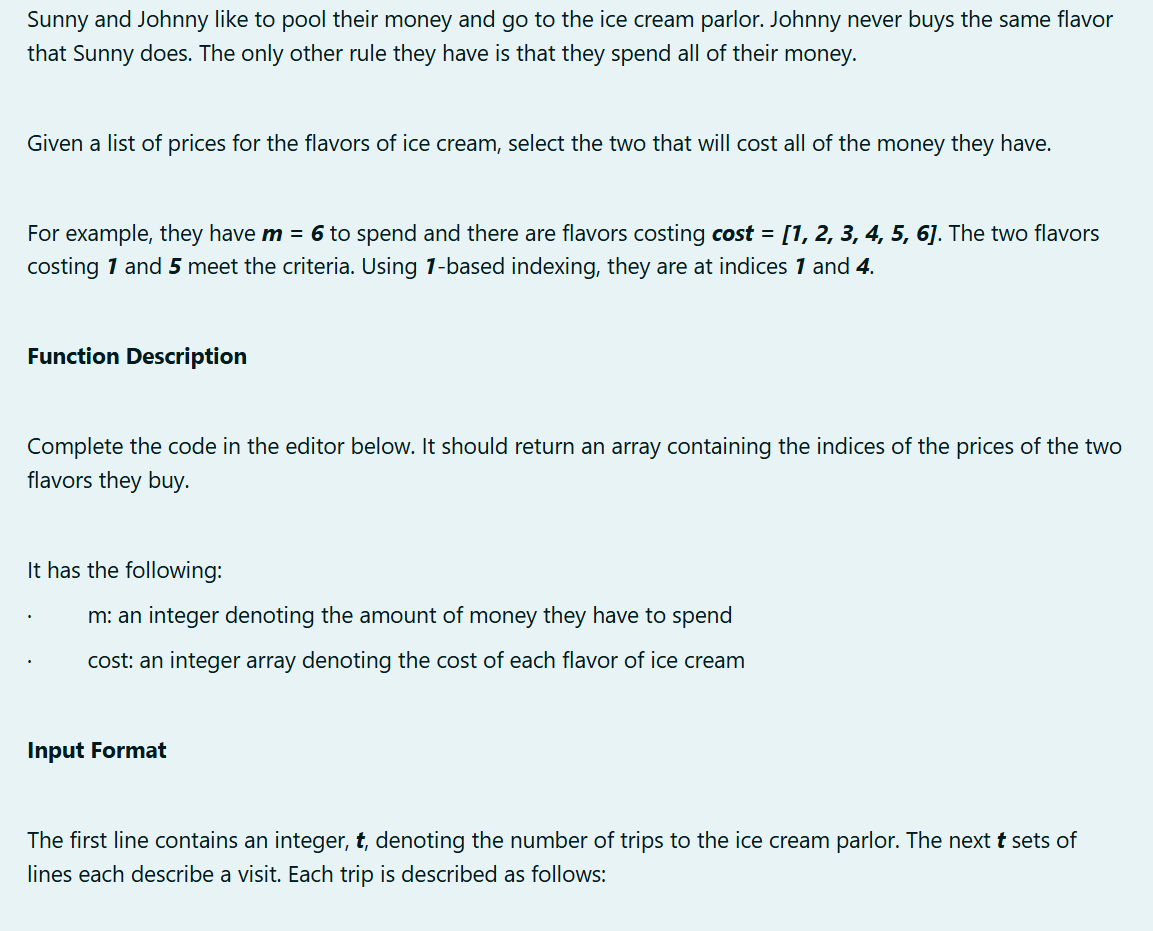 Sunny and Johnny like to pool their money and go to the ice cream parlor. Johnny never buys the same flavor
that Sunny does. The only other rule they have is that they spend all of their money.
Given a list of prices for the flavors of ice cream, select the two that will cost all of the money they have.
For example, they have m = 6 to spend and there are flavors costing cost = [1, 2, 3, 4, 5, 6]. The two flavors
costing 1 and 5 meet the criteria. Using 1-based indexing, they are at indices 1 and 4.
Function Description
Complete the code in the editor below. It should return an array containing the indices of the prices of the two
flavors they buy.
It has the following:
· m: an integer denoting the amount of money they have to spend
· cost: an integer array denoting the cost of each flavor of ice cream
Input Format
The first line contains an integer, t, denoting the number of trips to the ice cream parlor. The next t sets of
lines each describe a visit. Each trip is described as follows: